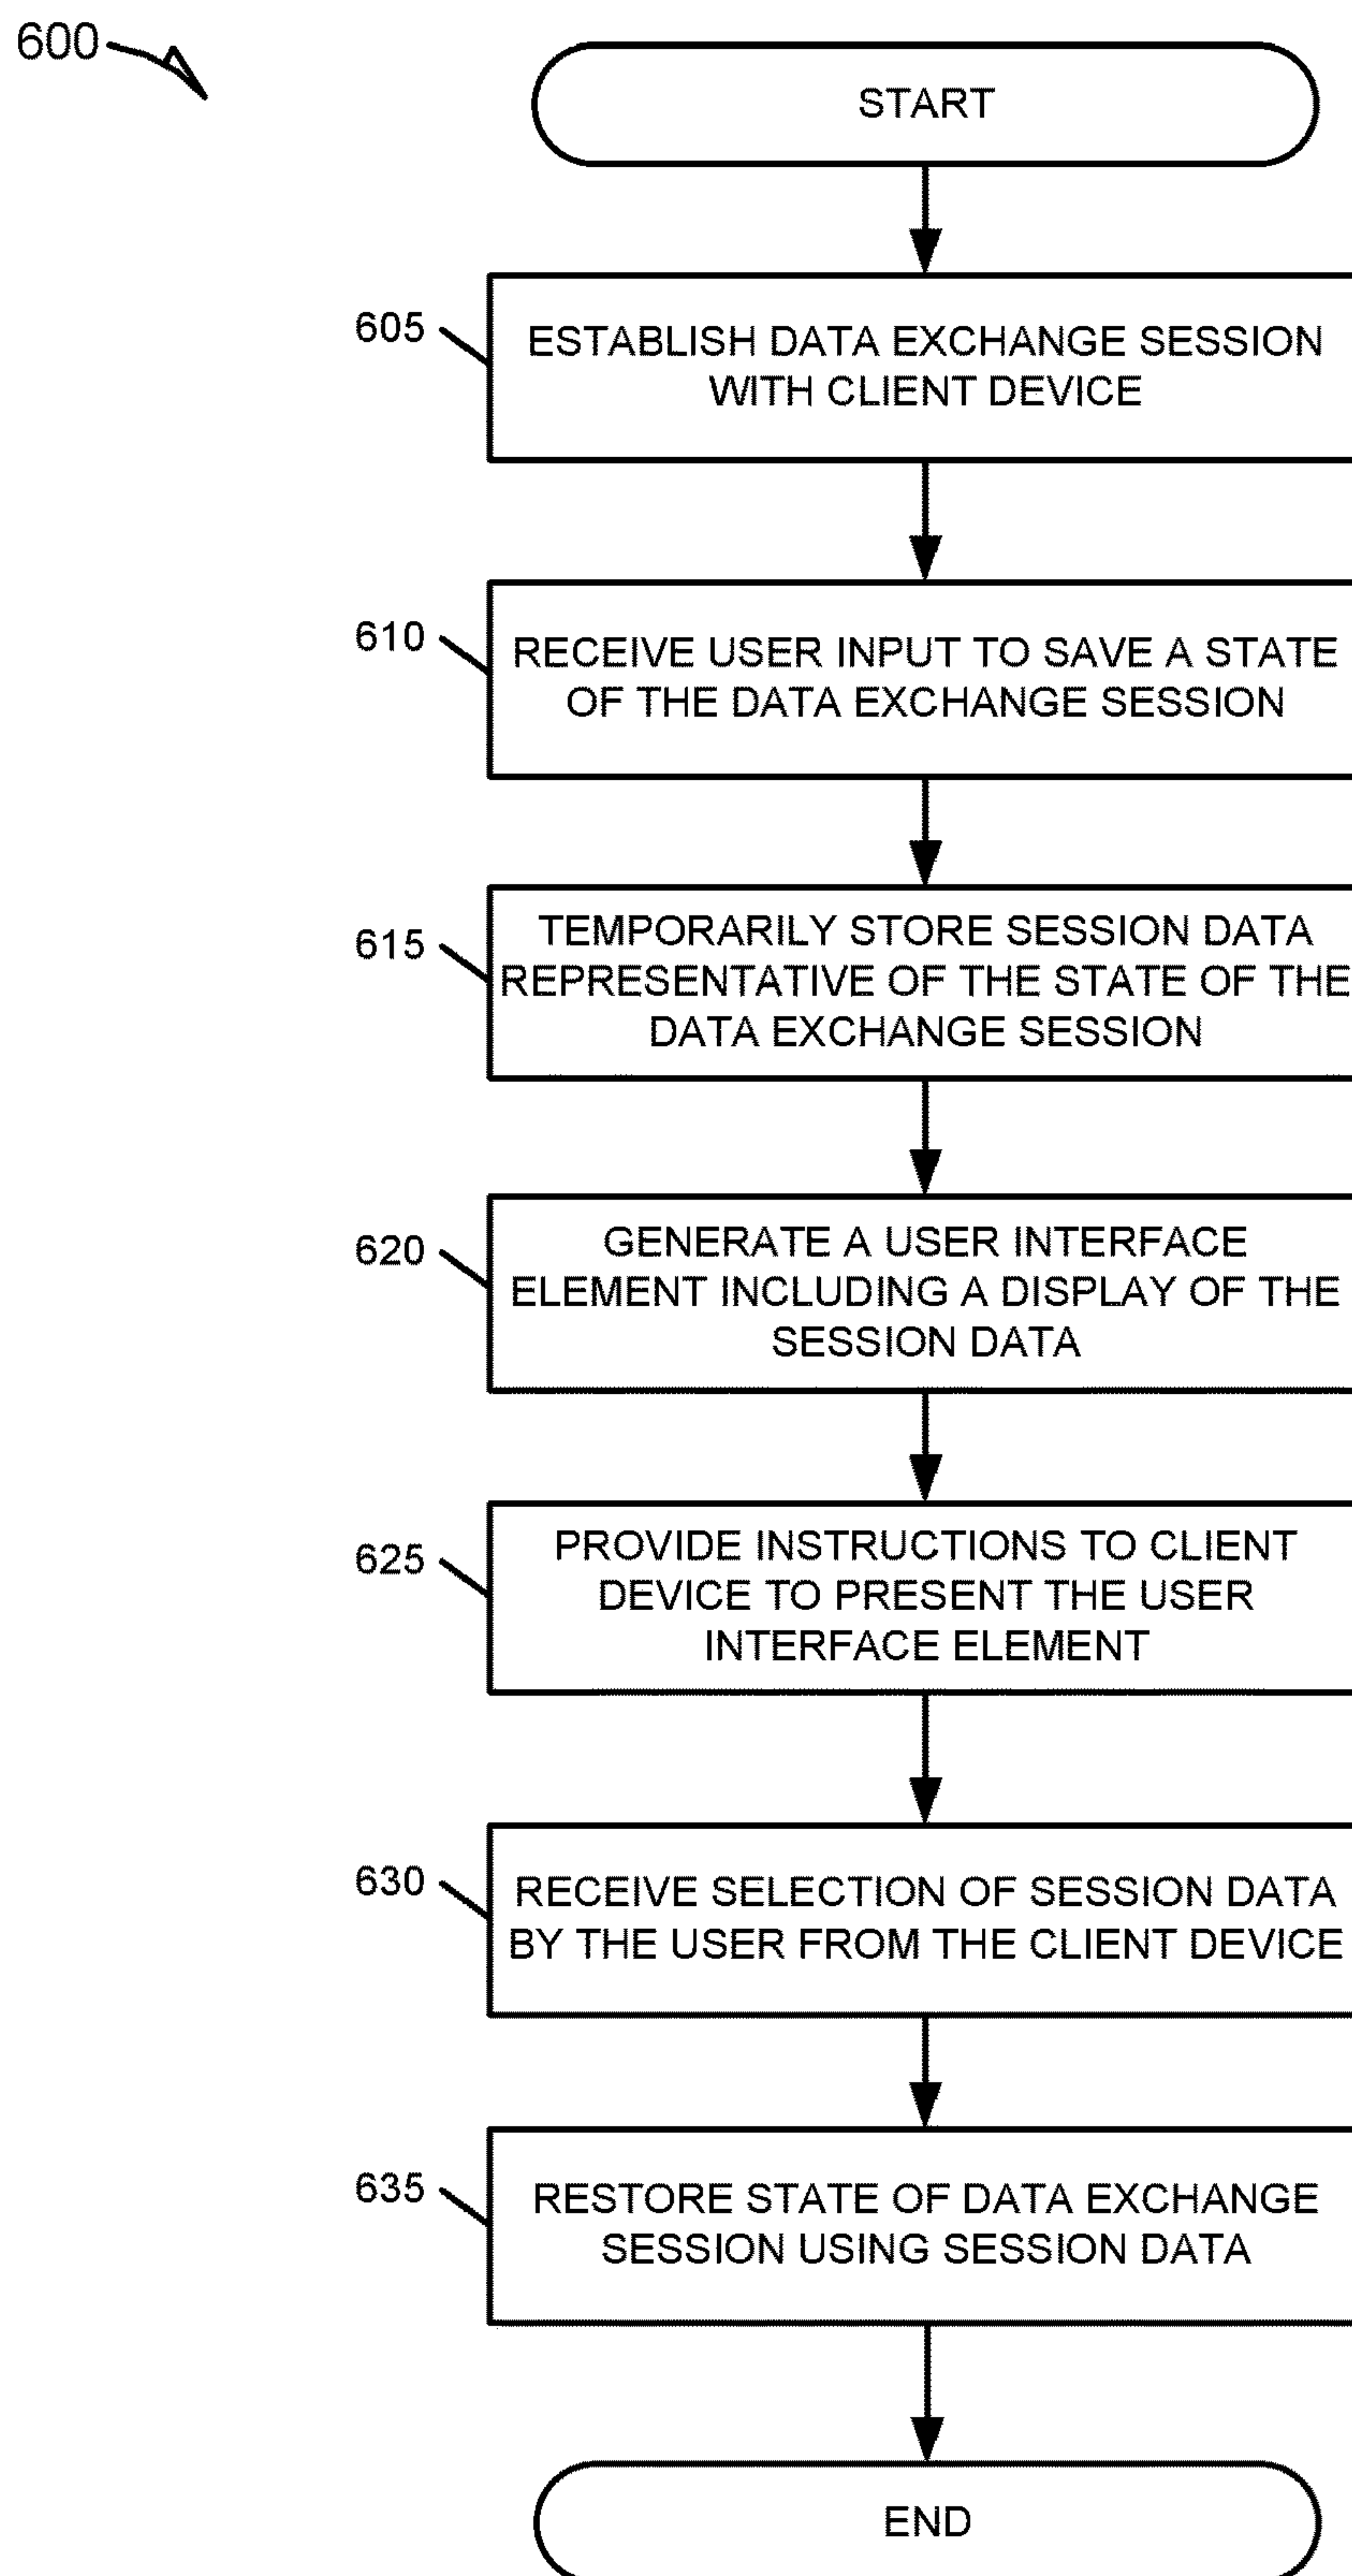 600
START
605
ESTABLISH DATA EXCHANGE SESSION
WITH CLIENT DEVICE
610
RECEIVE USER INPUT TO SAVE A STATE
OF THE DATA EXCHANGE SESSION
615
TEMPORARILY STORE SESSION DATA
REPRESENTATIVE OF THE STATE OF THE
DATA EXCHANGE SESSION
620
GENERATE A USER INTERFACE
ELEMENT INCLUDING A DISPLAY OF THE
SESSION DATA
625
PROVIDE INSTRUCTIONS TO CLIENT
DEVICE TO PRESENT THE USER
INTERFACE ELEMENT
630
RECEIVE SELECTION OF SESSION DATA
BY THE USER FROM THE CLIENT DEVICE
635
RESTORE STATE OF DATA EXCHANGE
SESSION USING SESSION DATA
END